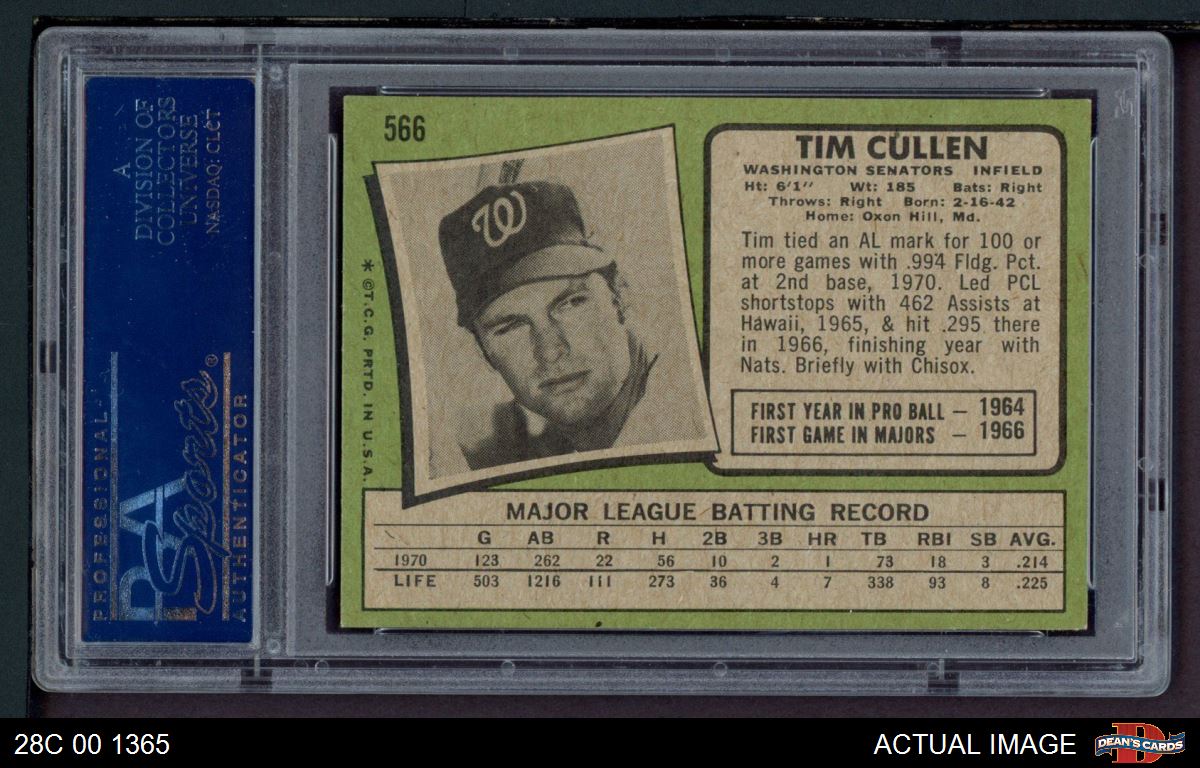 A
DIVISION OF
COLLECTORS
UNIVERSE
NASDAQ: CLCT
PROFESSIONAL
PSA
Sports®
AUTHENTICATOR
566
W
* ©T.C.G. PRTD. IN U.S.A.
TIM CULLEN
WASHINGTON SENATORS INFIELD
Ht: 6'1" Wt: 185 Bats: Right
Throws: Right Born: 2-16-42
Home: Oxon Hill, Md.
Tim tied an AL mark for 100 or
more games with .994 Fldg. Pct.
at 2nd base, 1970. Led PCL
shortstops with 462 Assists at
Hawaii, 1965, & hit .295 there
in 1966, finishing year with
Nats. Briefly with Chisox.
FIRST YEAR IN PRO BALL — 1964
FIRST GAME IN MAJORS — 1966
MAJOR LEAGUE BATTING RECORD
G AB R H 2B 3B HR TB RBI SB AVG.
1970 123 262 22 56 10 2 1 73 18 3 .214
LIFE 503 1216 111 273 36 4 7 338 93 8 .225
28C 00 1365
ACTUAL IMAGE
D
DEAN'S CARDS